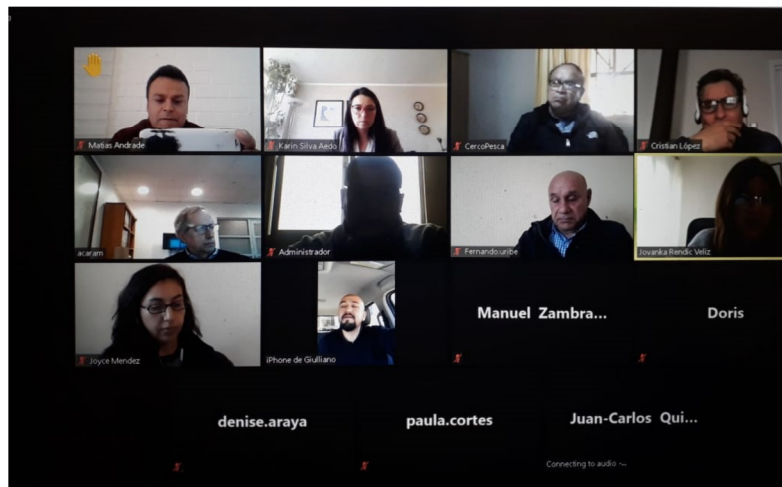 Matias Andrade
Karin Silva Aedo
CercoPesca
Cristian López
acaram
Administrador
Fernando.uribe
Jovanka Rendic Veliz
Joyce Mendez
iPhone de Giulliano
Manuel Zambra...
Doris
denise.araya
paula.cortes
Juan-Carlos Qui...
Connecting to audio